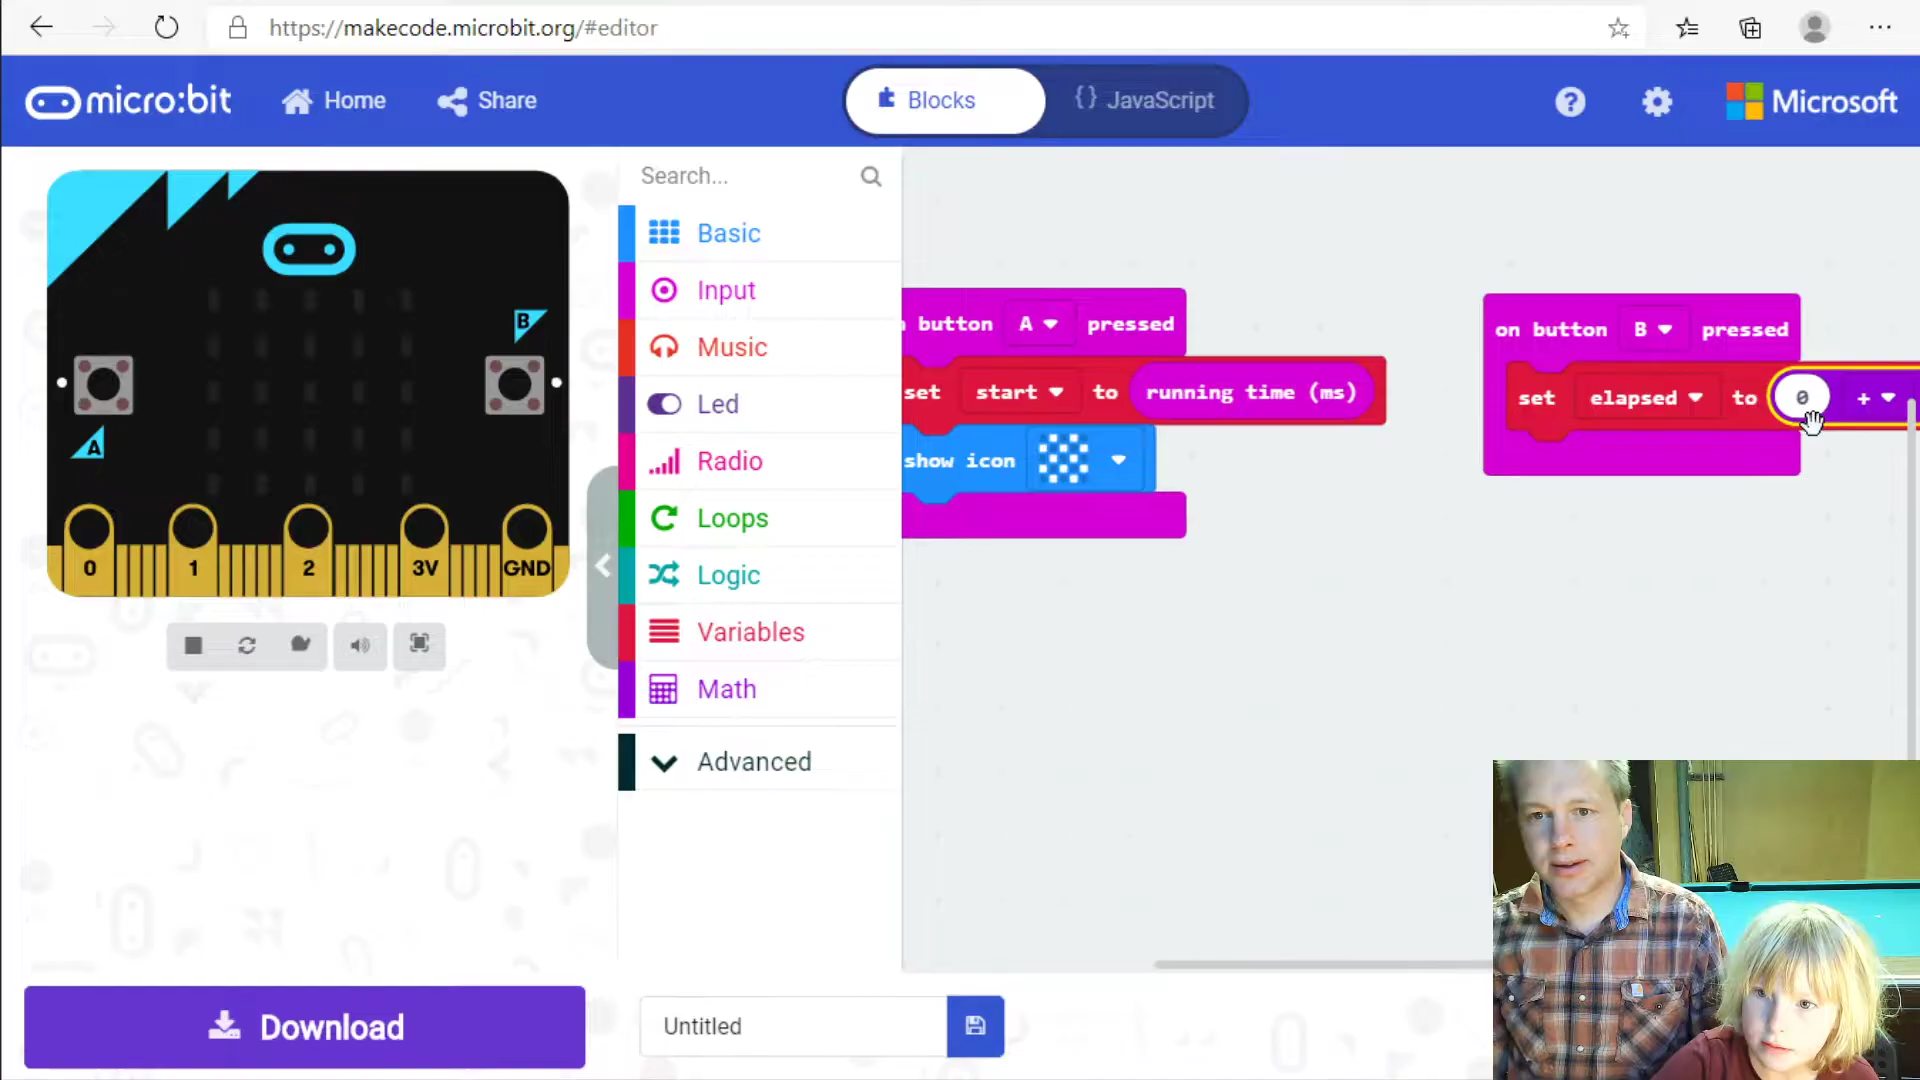 https://makecode.microbit.org/#editor
micro:bit
Home
Share
Blocks
{} JavaScript
?
Microsoft
Search...
Basic
Input
Music
Led
Radio
Loops
Logic
Variables
Math
Advanced
B
A
0 1 2 3V GND
button A pressed
set start to running time (ms)
show icon
on button B pressed
set elapsed to 0 +
Download
Untitled